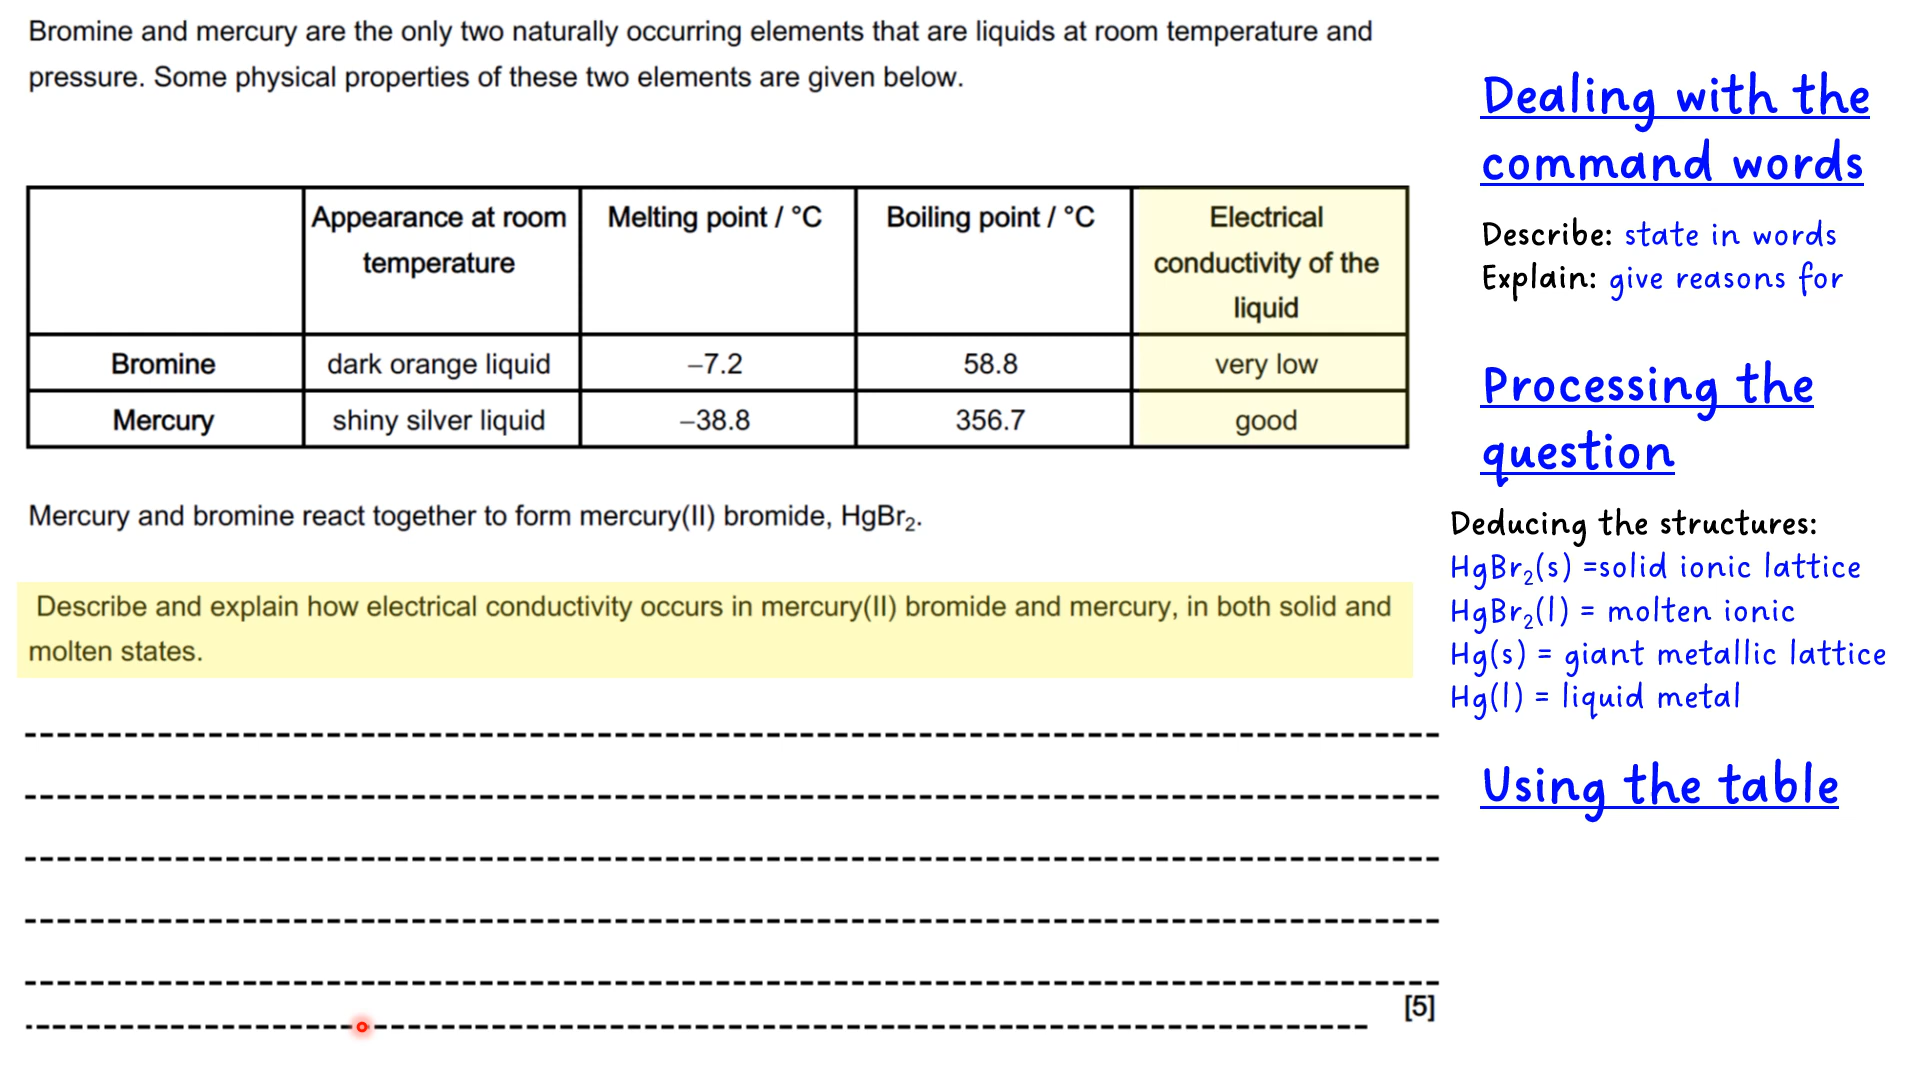 Bromine and mercury are the only two naturally occurring elements that are liquids at room temperature and
pressure. Some physical properties of these two elements are given below.
Appearance at room temperature | Melting point / °C | Boiling point / °C | Electrical conductivity of the liquid
Bromine | dark orange liquid | –7.2 | 58.8 | very low
Mercury | shiny silver liquid | –38.8 | 356.7 | good
Mercury and bromine react together to form mercury(II) bromide, HgBr₂.
Describe and explain how electrical conductivity occurs in mercury(II) bromide and mercury, in both solid and
molten states.
[5]
Dealing with the
command words
Describe: state in words
Explain: give reasons for
Processing the
question
Deducing the structures:
HgBr₂(s) =solid ionic lattice
HgBr₂(l) = molten ionic
Hg(s) = giant metallic lattice
Hg(l) = liquid metal
Using the table